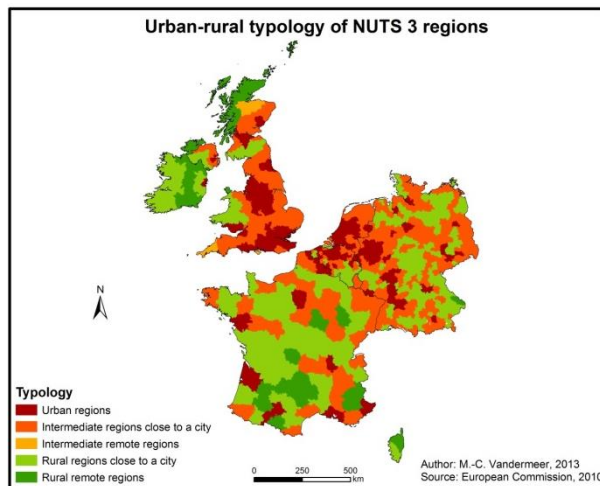 Urban-rural typology of NUTS 3 regions
N
Typology
Urban regions
Intermediate regions close to a city
Intermediate remote regions
Rural regions close to a city
Rural remote regions
0 250 500
km
Author: M.-C. Vandermeer, 2013
Source: European Commission, 2010